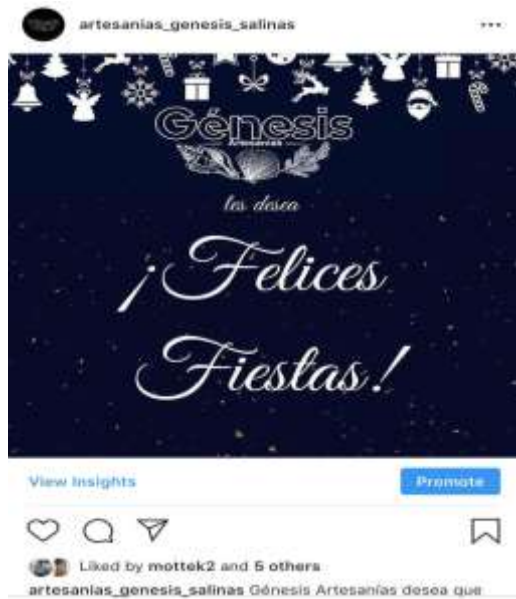 artesanias_genesis_salinas
Génesis
Artesanías
les desea
¡Felices
Fiestas!
View Insights
Promote
Liked by mottek2 and 5 others
artesanias_genesis_salinas Génesis Artesanías desea que